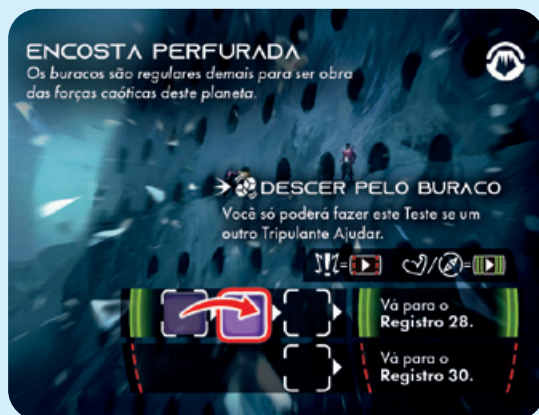 ENCOSTA PERFURADA
Os buracos são regulares demais para ser obra
das forças caóticas deste planeta.
DESCER PELO BURACO
Você só poderá fazer este Teste se um
outro Tripulante Ajudar.
Vá para o
Registro 28.
Vá para o
Registro 30.